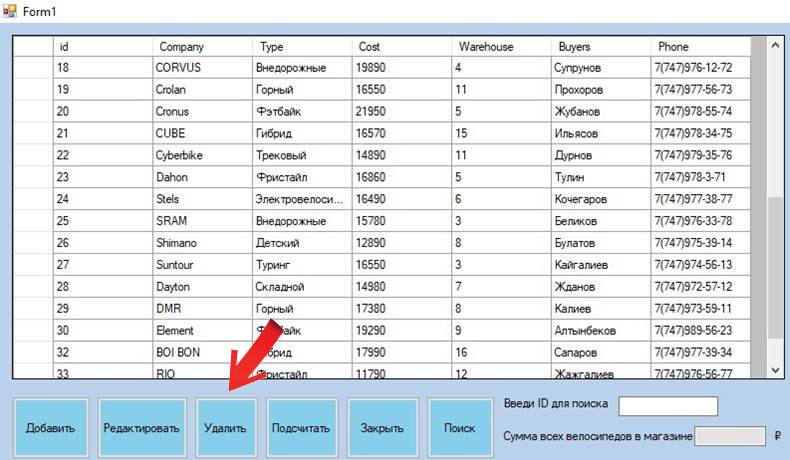 Form1
id Company Type Cost Warehouse Buyers Phone
18 CORVUS Внедорожные 19890 4 Супрунов 7(747)976-12-72
19 Crolan Горный 16550 11 Прохоров 7(747)977-56-73
20 Cronus Фэтбайк 21950 5 Жубанов 7(747)978-55-74
21 CUBE Гибрид 16570 15 Ильясов 7(747)978-34-75
22 Cyberbike Трековый 14890 11 Дурнов 7(747)979-35-76
23 Dahon Фристайл 16860 5 Тулин 7(747)978-3-71
24 Stels Электровелоси... 16490 6 Кочегаров 7(747)977-38-77
25 SRAM Внедорожные 15780 3 Беликов 7(747)976-33-78
26 Shimano Детский 12890 8 Булатов 7(747)975-39-14
27 Suntour Туринг 16550 3 Кайгалиев 7(747)974-56-13
28 Dayton Складной 14980 7 Жданов 7(747)972-57-12
29 DMR Горный 17380 8 Калиев 7(747)973-59-11
30 Element 19290 9 Алтынбеков 7(747)989-56-23
32 BOI BON 17990 16 Сапаров 7(747)977-39-34
33 RIO Фристайл 11790 12 Жажгалиев 7(747)976-56-77
Добавить Редактировать Удалить Подсчитать Закрыть Поиск
Введи ID для поиска
Сумма всех велосипедов в магазине ₽